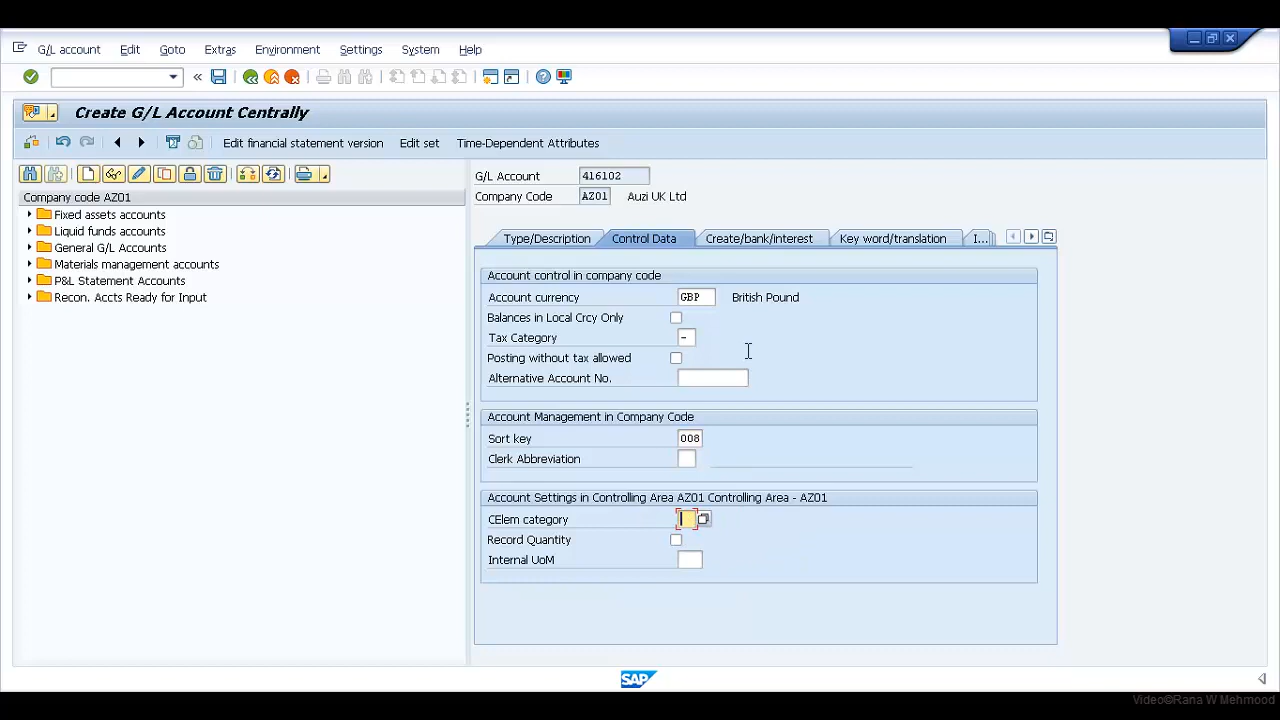 G/L account Edit Goto Extras Environment Settings System Help
Create G/L Account Centrally
Edit financial statement version Edit set Time-Dependent Attributes
Company code AZ01
Fixed assets accounts
Liquid funds accounts
General G/L Accounts
Materials management accounts
P&L Statement Accounts
Recon. Accts Ready for Input
G/L Account 416102
Company Code AZ01 Auzi UK Ltd
Type/Description Control Data Create/bank/interest Key word/translation I...
Account control in company code
Account currency GBP British Pound
Balances in Local Crcy Only
Tax Category -
Posting without tax allowed
Alternative Account No.
Account Management in Company Code
Sort key 008
Clerk Abbreviation
Account Settings in Controlling Area AZ01 Controlling Area - AZ01
CElem category
Record Quantity
Internal UoM
SAP
Video©Rana W Mehmood